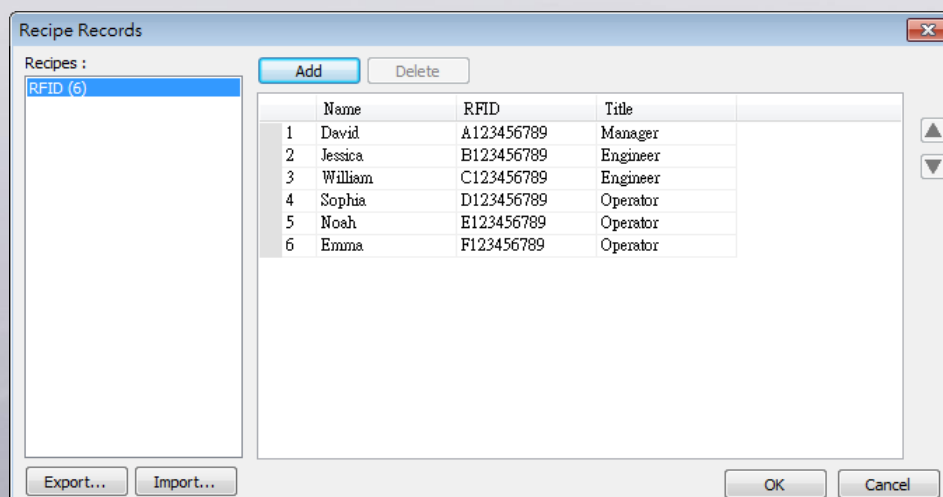 Recipe Records
Recipes :
RFID (6)
Add Delete
Name RFID Title
1 David A123456789 Manager
2 Jessica B123456789 Engineer
3 William C123456789 Engineer
4 Sophia D123456789 Operator
5 Noah E123456789 Operator
6 Emma F123456789 Operator
Export... Import... OK Cancel